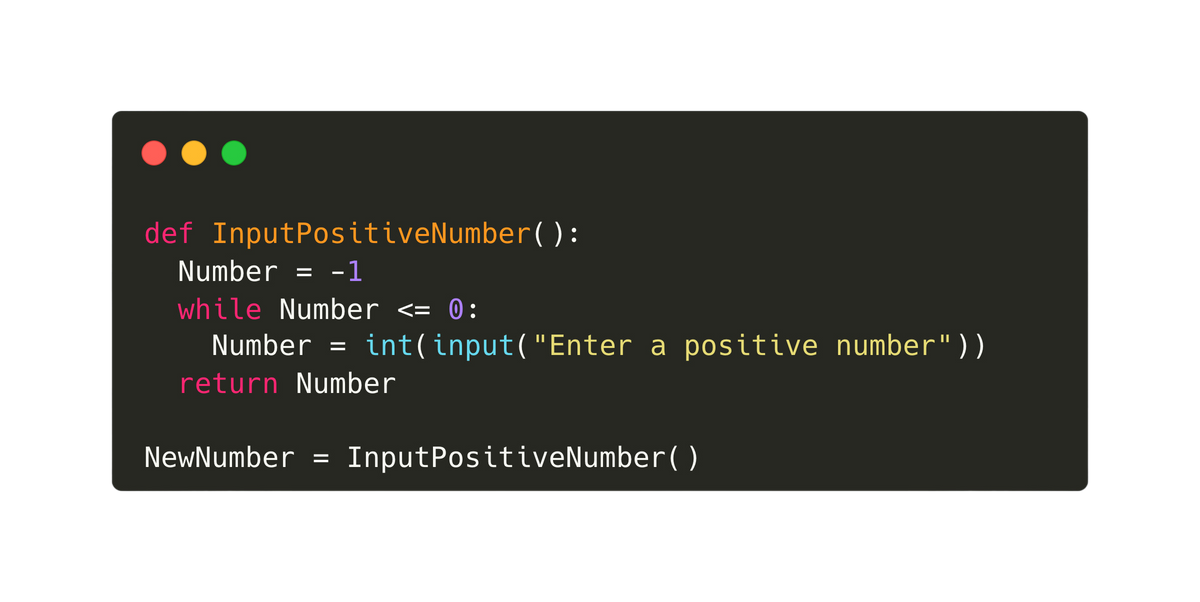 def InputPositiveNumber():
  Number = -1
  while Number <= 0:
    Number = int(input("Enter a positive number"))
  return Number

NewNumber = InputPositiveNumber()